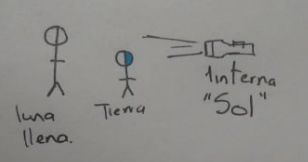 luna
llena.
Tierra
linterna
"Sol"